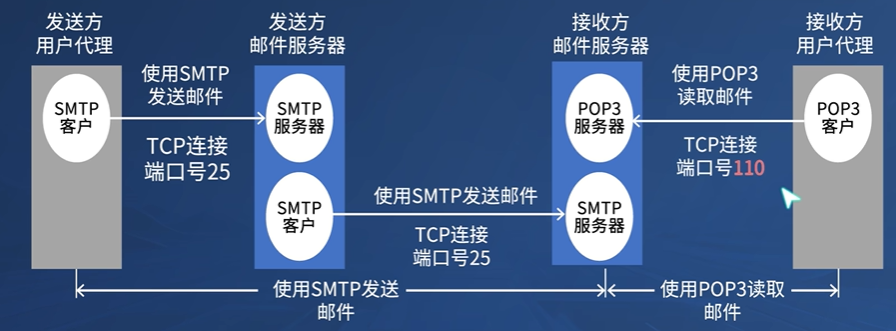 发送方
用户代理
发送方
邮件服务器
接收方
邮件服务器
接收方
用户代理
SMTP
客户
使用SMTP
发送邮件
TCP连接
端口号25
SMTP
服务器
POP3
服务器
使用POP3
读取邮件
TCP连接
端口号110
POP3
客户
SMTP
客户
使用SMTP发送邮件
TCP连接
端口号25
SMTP
服务器
使用SMTP发送
邮件
使用POP3读取
邮件